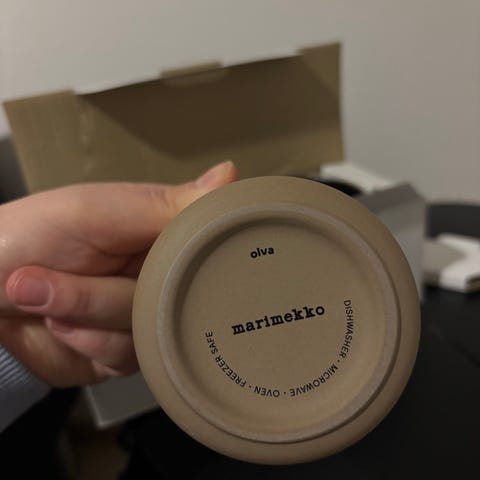 oiva
marimekko
DISHWASHER • MICROWAVE • OVEN • FREEZER SAFE